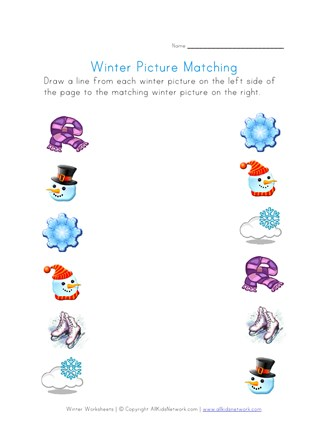 Name
Winter Picture Matching
Draw a line from each winter picture on the left side of
the page to the matching winter picture on the right.
Winter Worksheets | © Copyright AllKidsNetwork.com | www.allkidsnetwork.com